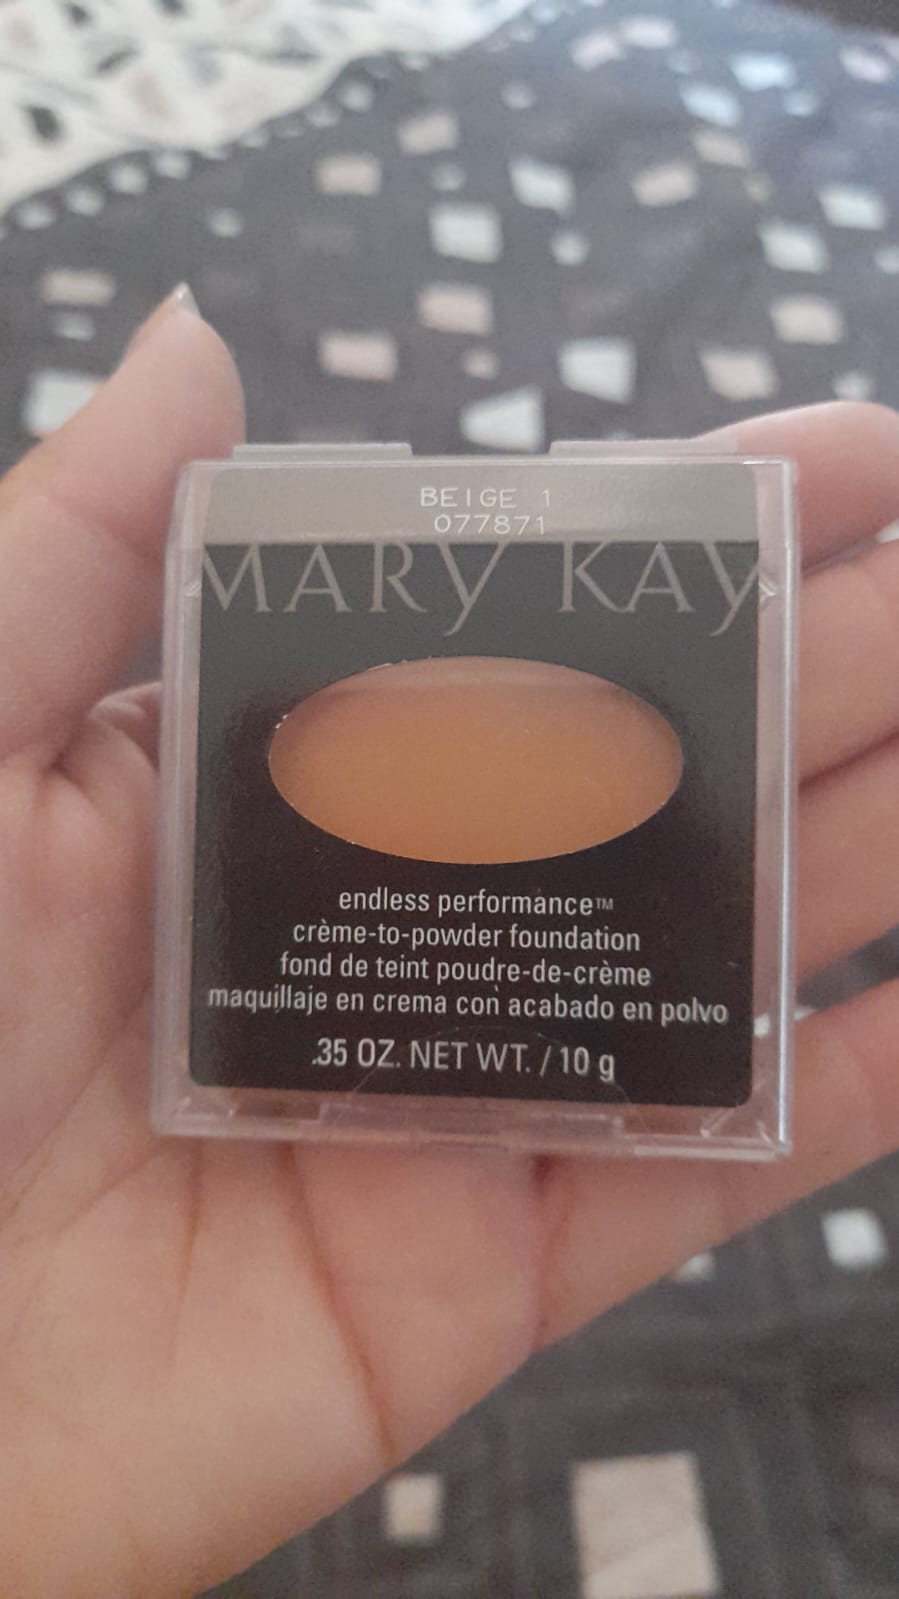 BEIGE 1
077871
MARY KAY
endless performance™
crème-to-powder foundation
fond de teint poudre-de-crème
maquillaje en crema con acabado en polvo
.35 OZ. NET WT. / 10 g